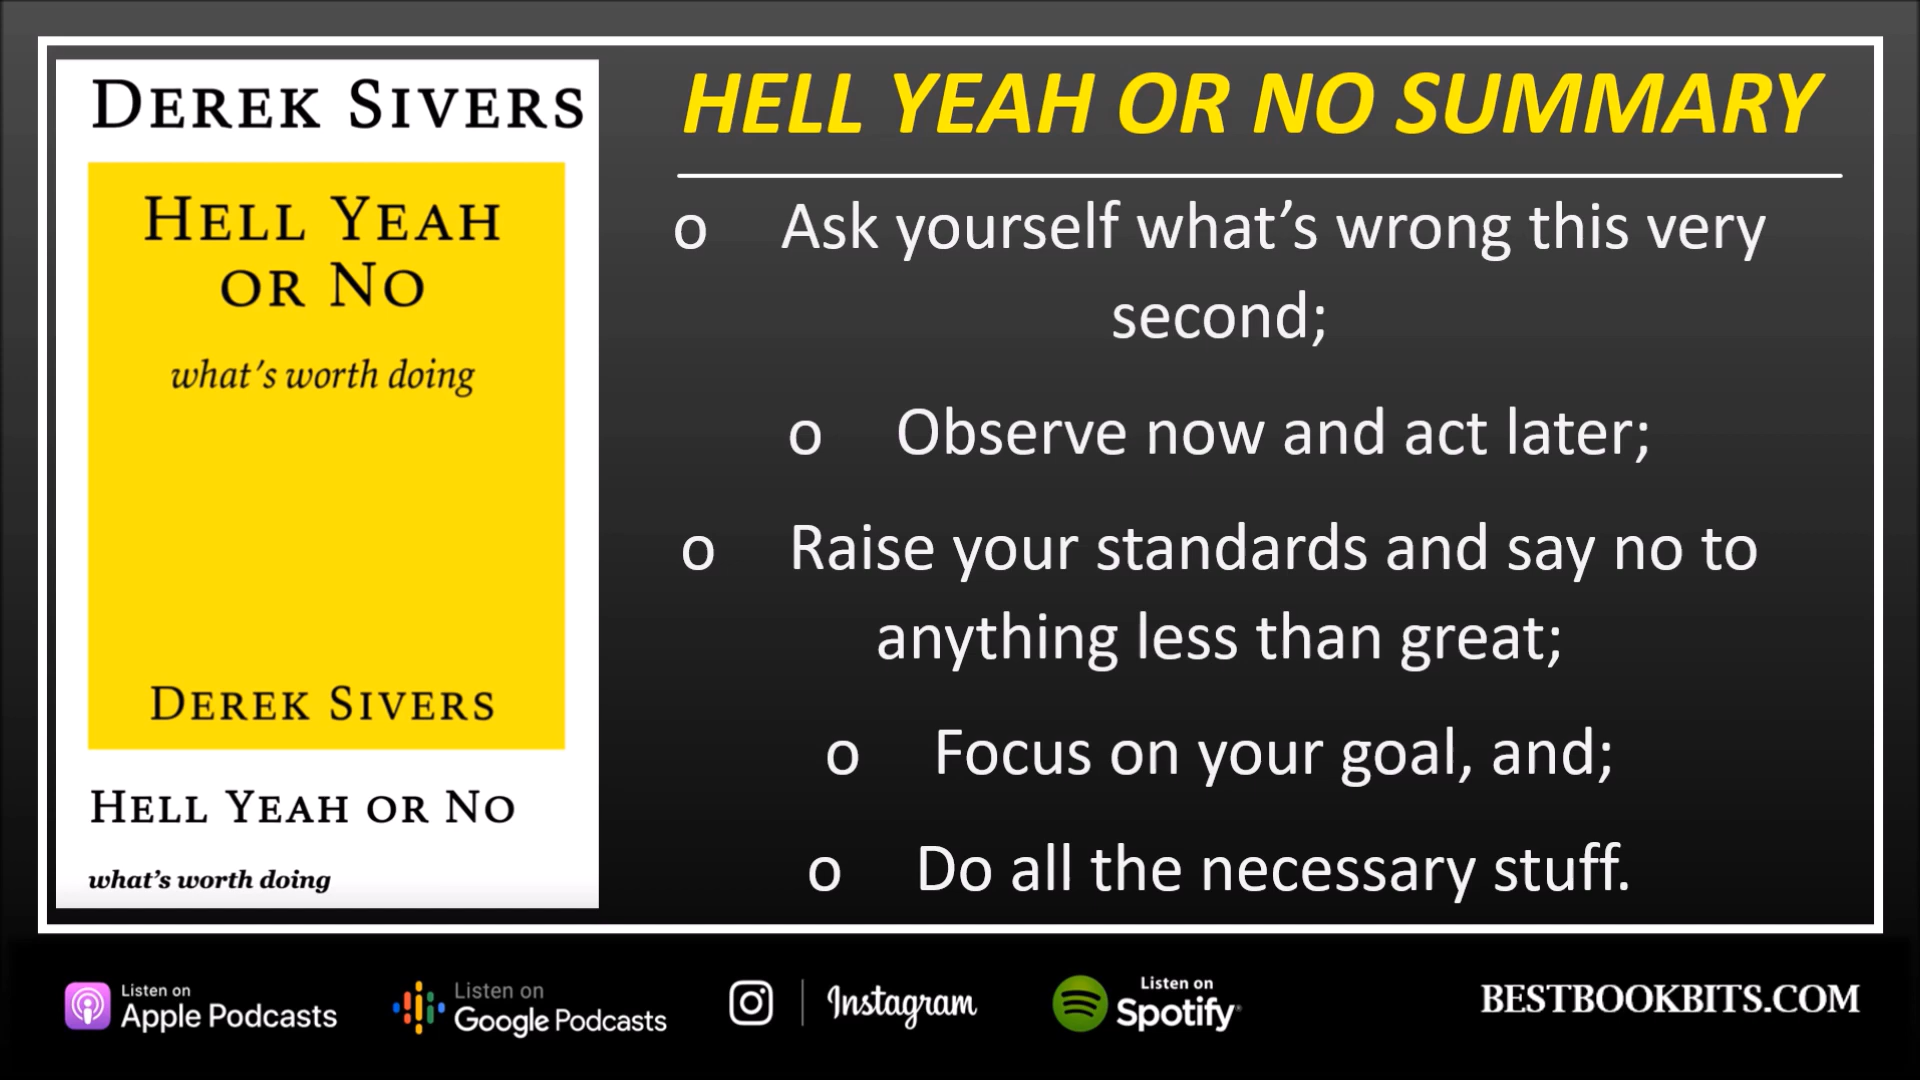 DEREK SIVERS
HELL YEAH
OR NO
what's worth doing
DEREK SIVERS
HELL YEAH OR NO
what's worth doing
HELL YEAH OR NO SUMMARY
o Ask yourself what’s wrong this very
second;
o Observe now and act later;
o Raise your standards and say no to
anything less than great;
o Focus on your goal, and;
o Do all the necessary stuff.
Listen on
Apple Podcasts
Listen on
Google Podcasts
Instagram
Listen on
Spotify
BESTBOOKBITS.COM